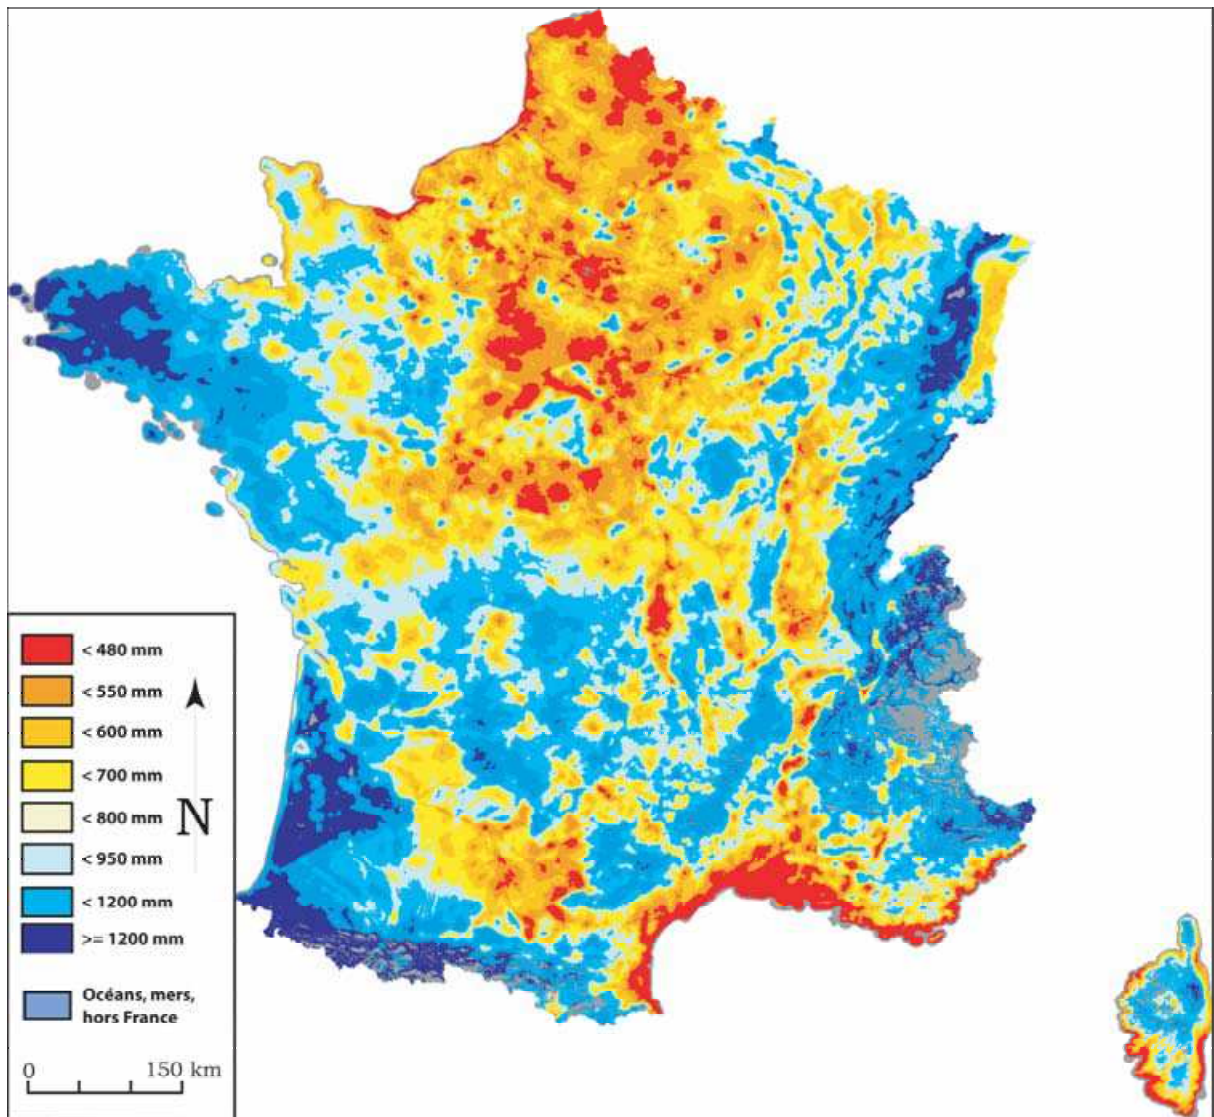 < 480 mm
< 550 mm
< 600 mm
< 700 mm
< 800 mm
< 950 mm
< 1200 mm
>= 1200 mm
N
Océans, mers,
hors France
0 150 km